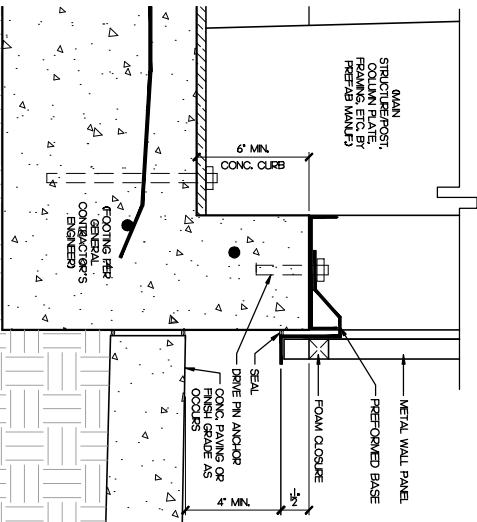 (MAIN
STRUCTURE/POST,
COLUMN PLATE,
FRAMING, ETC. BY
PREFAB MANUF.)
6" MIN.
CONC. CURB
(FOOTING PER
GENERAL
CONTRACTOR'S
ENGINEER)
METAL WALL PANEL
PREFORMED BASE
FOAM CLOSURE
SEAL
DRIVE PIN ANCHOR
CONC. PAVING OR
FINISH GRADE AS
OCCURS
4" MIN.
1/2"